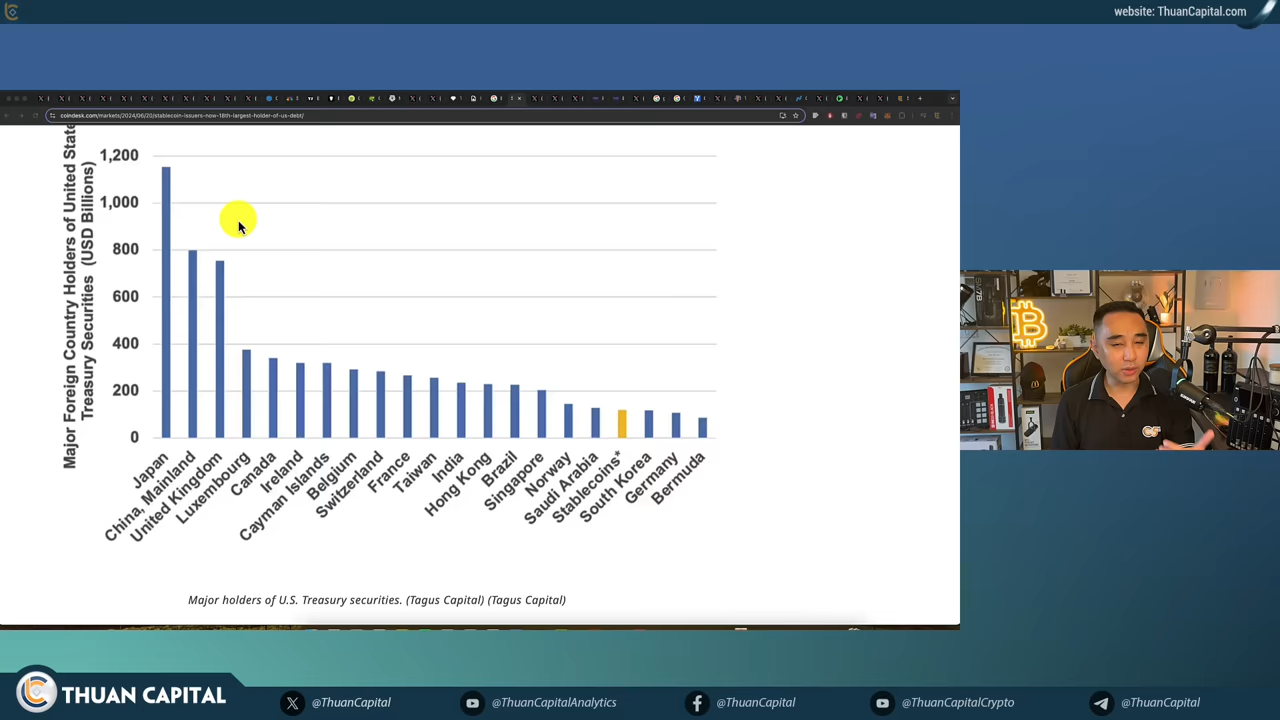 website: ThuanCapital.com
coindesk.com/markets/2024/06/20/stablecoin-issuers-now-18th-largest-holder-of-us-debt/
Major Foreign Country Holders of United State
Treasury Securities (USD Billions)
1,200
1,000
800
600
400
200
0
Japan
China, Mainland
United Kingdom
Luxembourg
Canada
Ireland
Cayman Islands
Belgium
Switzerland
France
Taiwan
India
Hong Kong
Brazil
Singapore
Norway
Saudi Arabia
Stablecoins*
South Korea
Germany
Bermuda
Major holders of U.S. Treasury securities. (Tagus Capital) (Tagus Capital)
THUAN CAPITAL
@ThuanCapital
@ThuanCapitalAnalytics
@ThuanCapital
@ThuanCapitalCrypto
@ThuanCapital